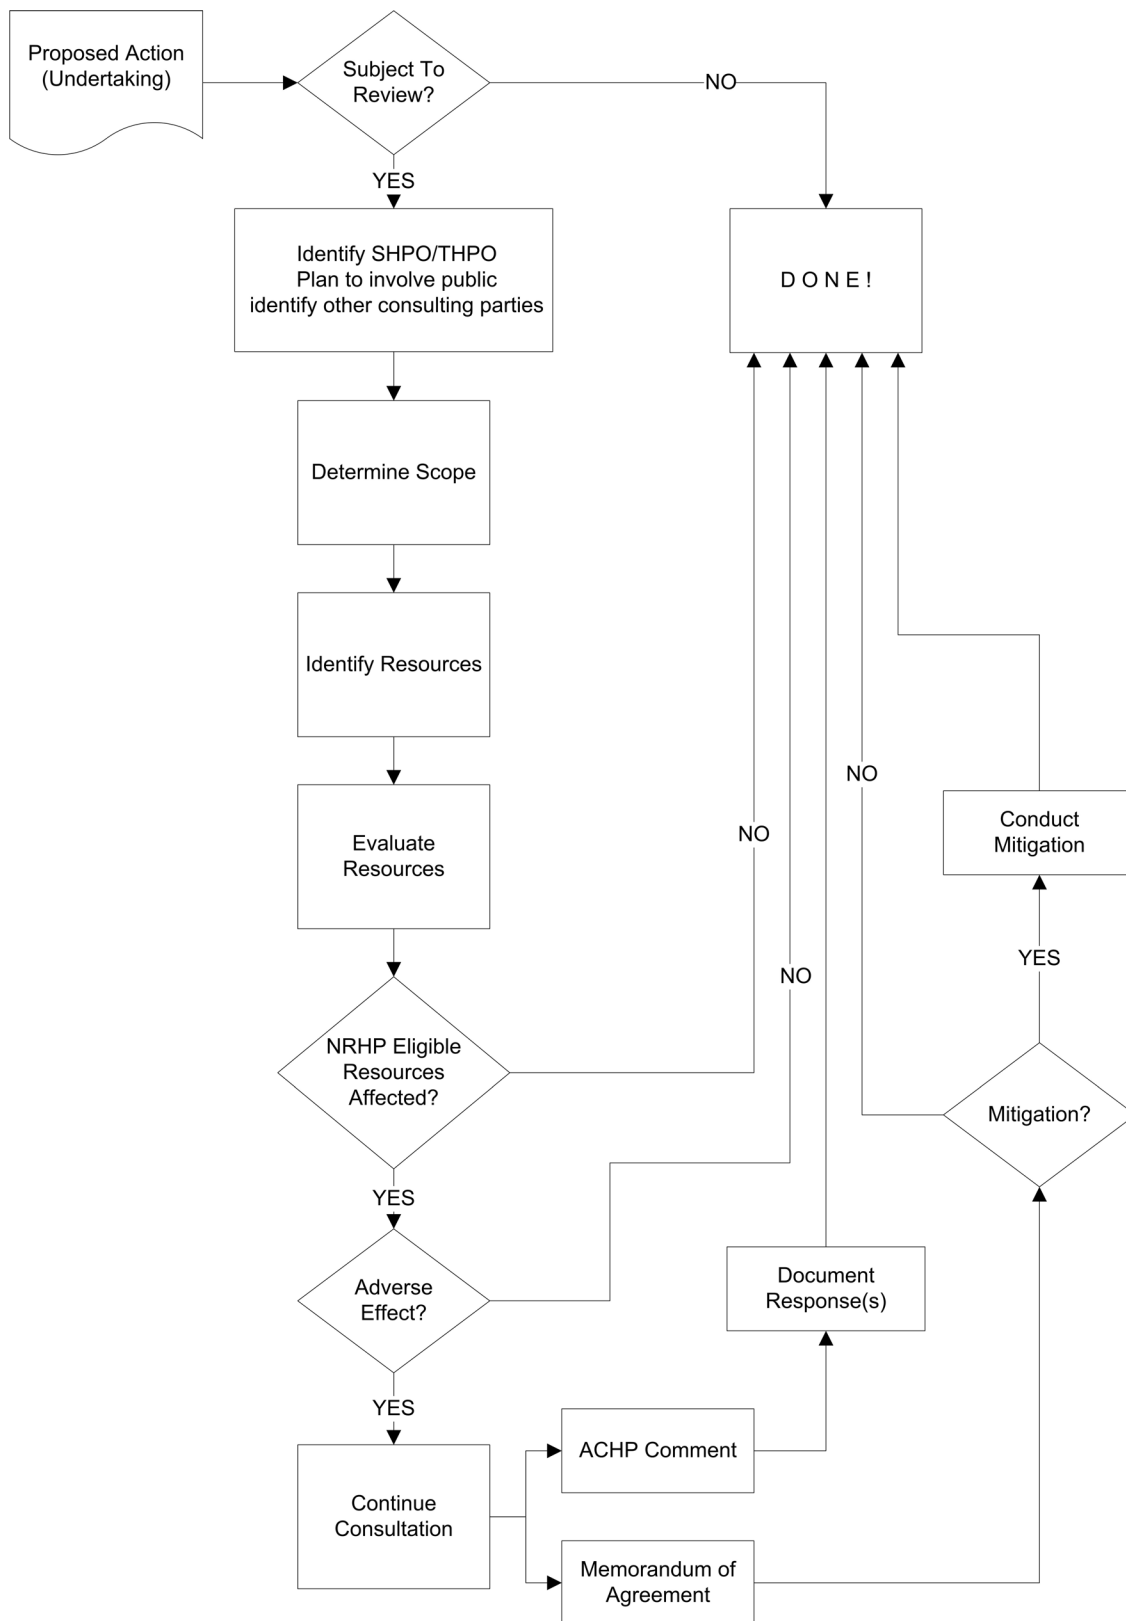 Proposed Action
(Undertaking)
Subject To
Review?
NO
YES
Identify SHPO/THPO
Plan to involve public
identify other consulting parties
D O N E !
Determine Scope
Identify Resources
NO
Conduct
Mitigation
Evaluate
Resources
NO
YES
NO
NRHP Eligible
Resources
Affected?
Mitigation?
YES
Adverse
Effect?
Document
Response(s)
YES
ACHP Comment
Continue
Consultation
Memorandum of
Agreement